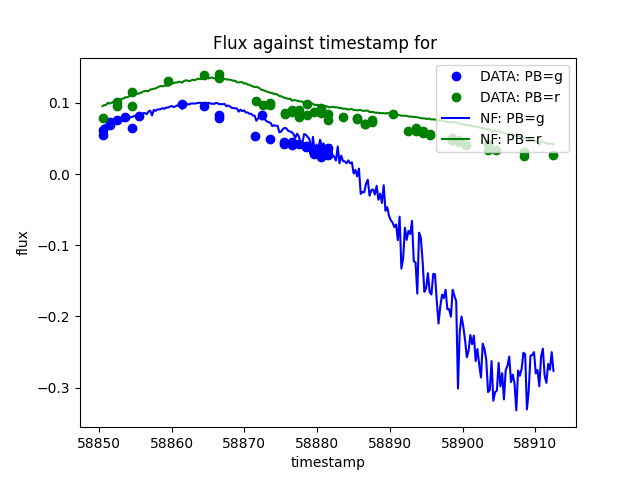 Flux against timestamp for
DATA: PB=g
DATA: PB=r
NF: PB=g
NF: PB=r
0.1
0.0
−0.1
−0.2
−0.3
flux
58850 58860 58870 58880 58890 58900 58910
timestamp